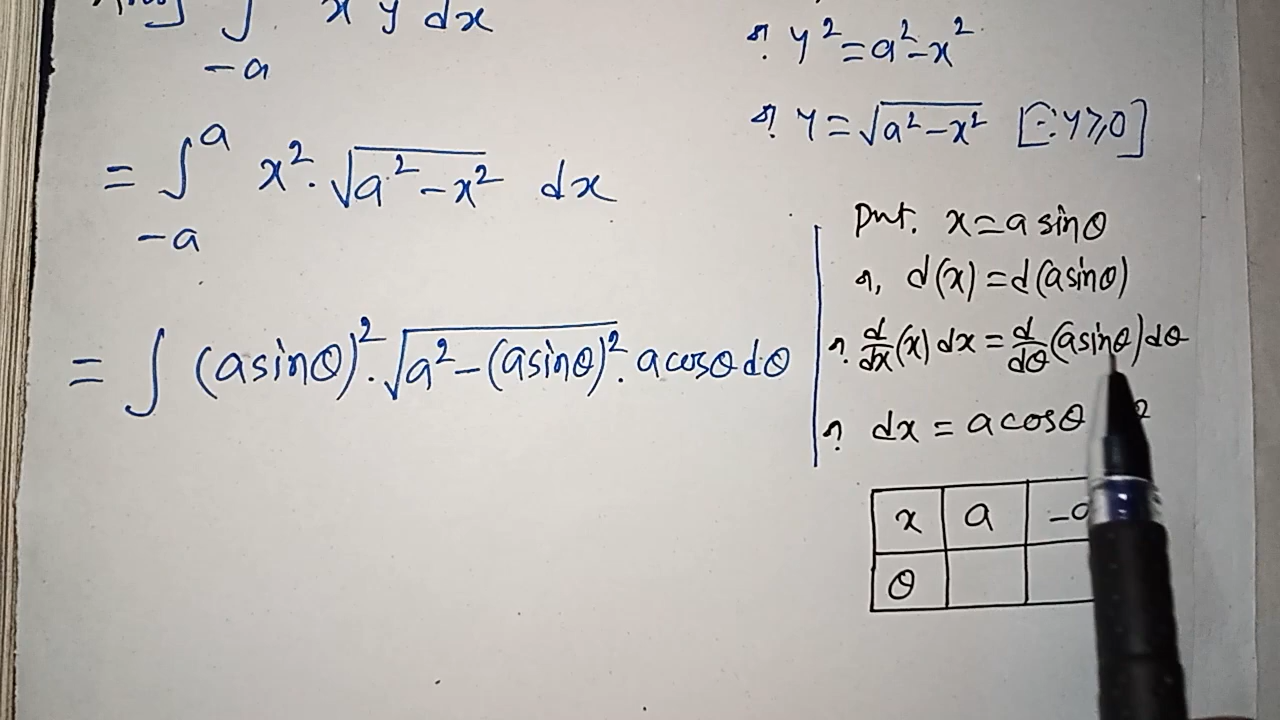 ∫ x y dx
-a
= ∫_{-a}^{a} x². √(a²-x²) dx
= ∫ (a sinθ)². √(a²-(a sinθ)²). a cosθ dθ
y² = a²-x²
y = √(a²-x²) [∵ y≥0]
Put. x = a sinθ
d(x) = d(a sinθ)
d/dx (x) dx = d/dθ (a sinθ) dθ
dx = a cosθ
x a
θ